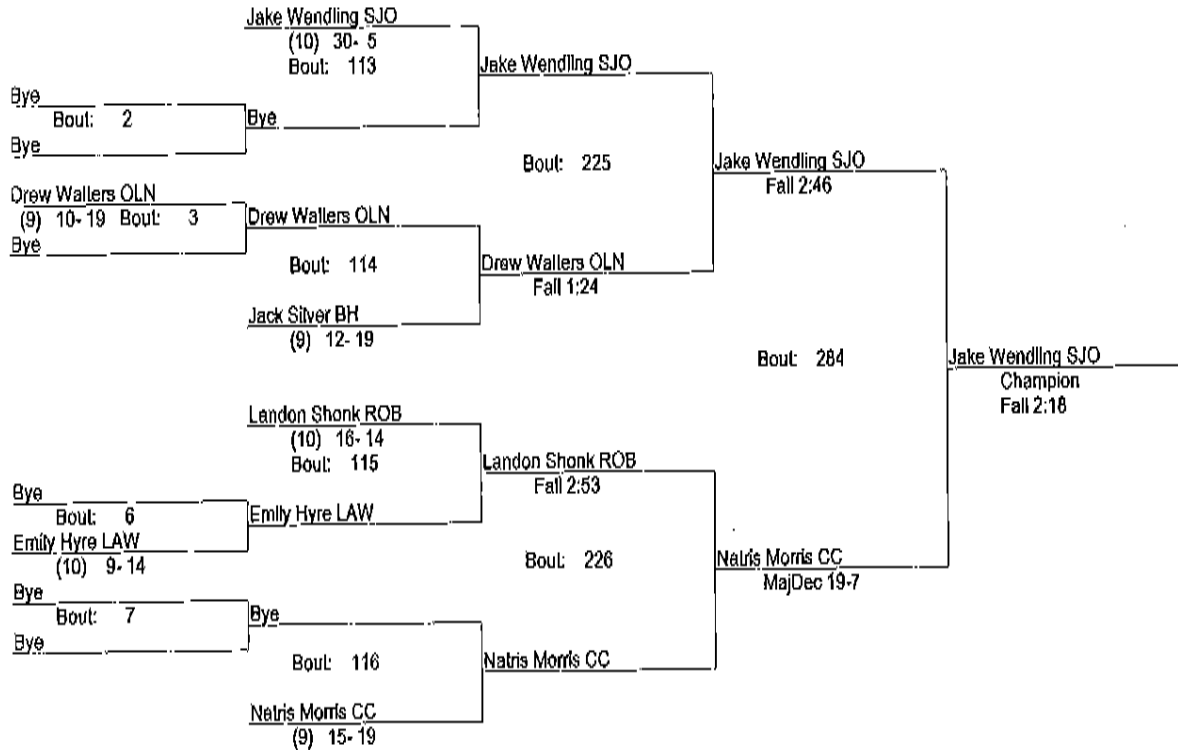 Jake Wendling SJO
(10) 30- 5
Bout: 113
Jake Wendling SJO
Bye
Bout: 2
Bye
Bye
Bout: 225
Jake Wendling SJO
Fall 2:46
Drew Walters OLN
(9) 10- 19 Bout: 3
Drew Walters OLN
Bye
Bout: 114
Drew Walters OLN
Fall 1:24
Jack Silver BH
(9) 12- 19
Bout: 284
Jake Wendling SJO
Champion
Fall 2:18
Landon Shonk ROB
(10) 16- 14
Bout: 115
Landon Shonk ROB
Fall 2:53
Bye
Bout: 6
Emily Hyre LAW
Emily Hyre LAW
(10) 9- 14
Bout: 226
Natris Morris CC
MajDec 19-7
Bye
Bout: 7
Bye
Bye
Bout: 116
Natris Morris CC
Natris Morris CC
(9) 15- 19